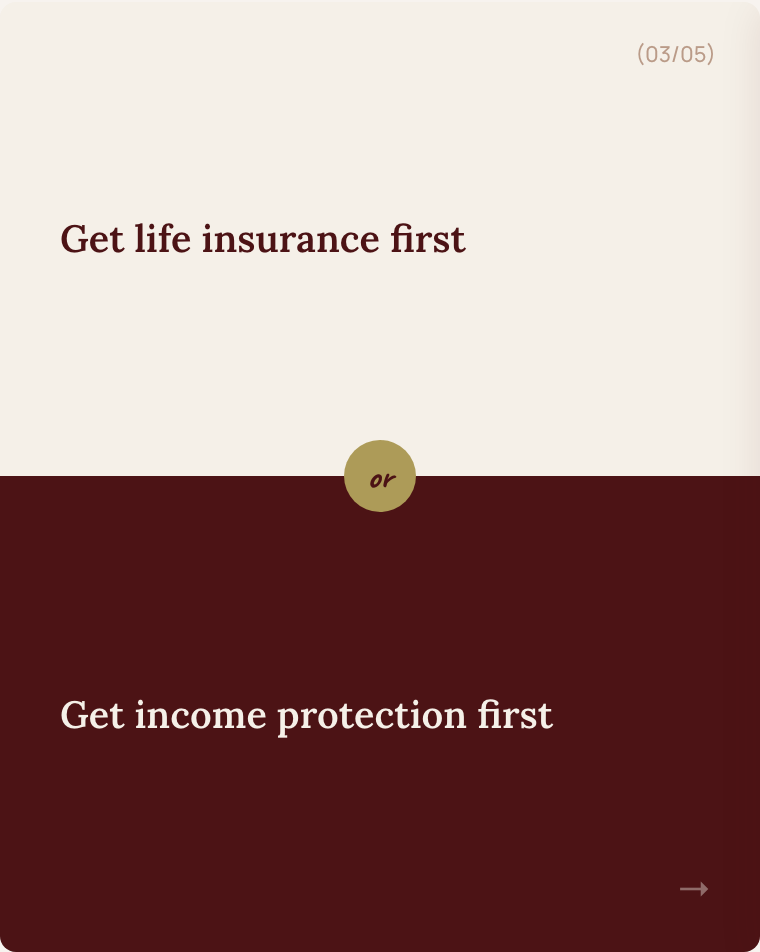 (03/05)
Get life insurance first
or
Get income protection first